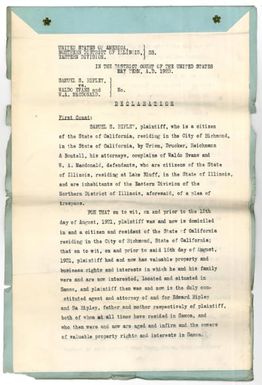 UNITED STATES OF AMERICA
NORTHERN DISTRICT OF ILLINOIS, SS.
EASTERN DIVISION.
IN THE DISTRICT COURT OF THE UNITED STATES
MAY TERM, A.D. 1922.
SAMUEL S. RIPLEY,
vs.
WALDO EVANS and
W.A. MACDONALD.
No.
DECLARATION
First Count:
SAMUEL S. RIPLEY, plaintiff, who is a citizen
of the State of California, residing in the City of Richmond,
in the State of California, by
& Boutell, his attorneys, complains of Waldo Evans and
W. A. Macdonald, defendants, who are citizens of the State of
Illinois, residing at Lake Bluff, in the State of Illinois, and
are inhabitants of the Eastern Division of the
Northern District of Illinois, aforesaid, of a plea of
trespass.
FOR THAT on to wit, on and prior to the 18th
day of August, 1921, plaintiff was and now is domiciled
in and a citizen and resident of the State of California
residing in the City of Richmond, State of California;
that on to wit, on and prior to said 18th day of August,
1921, plaintiff had and now has valuable property and
business rights and interests in which he and his family
were and are now interested, located and situated in
Samoa, and plaintiff then was and now is the duly con-
stituted agent and attorney of and for Edward Ripley
and Sa Ripley, father and mother respectively of plaintiff,
both of whom at all times have resided in Samoa, and
who then were and now are aged and infirm and the owners
of valuable property rights and interests in Samoa.